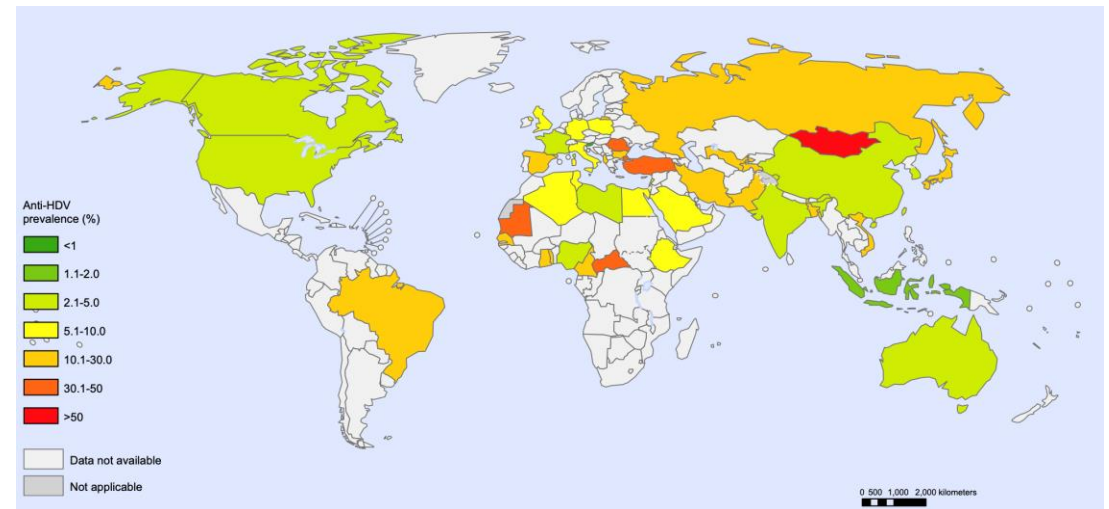 Anti-HDV
prevalence (%)
<1
1.1-2.0
2.1-5.0
5.1-10.0
10.1-30.0
30.1-50
>50
Data not available
Not applicable
0 500 1,000 2,000 kilometers